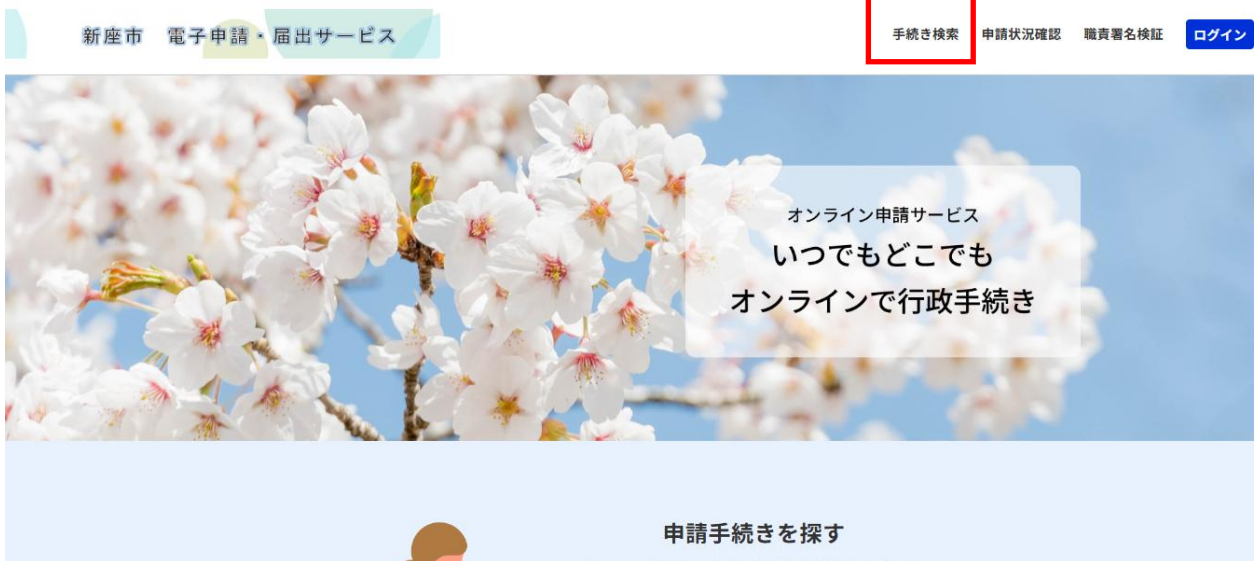 新座市 電子申請・届出サービス
手続き検索 申請状況確認 職責署名検証 ログイン
オンライン申請サービス
いつでもどこでも
オンラインで行政手続き
申請手続きを探す